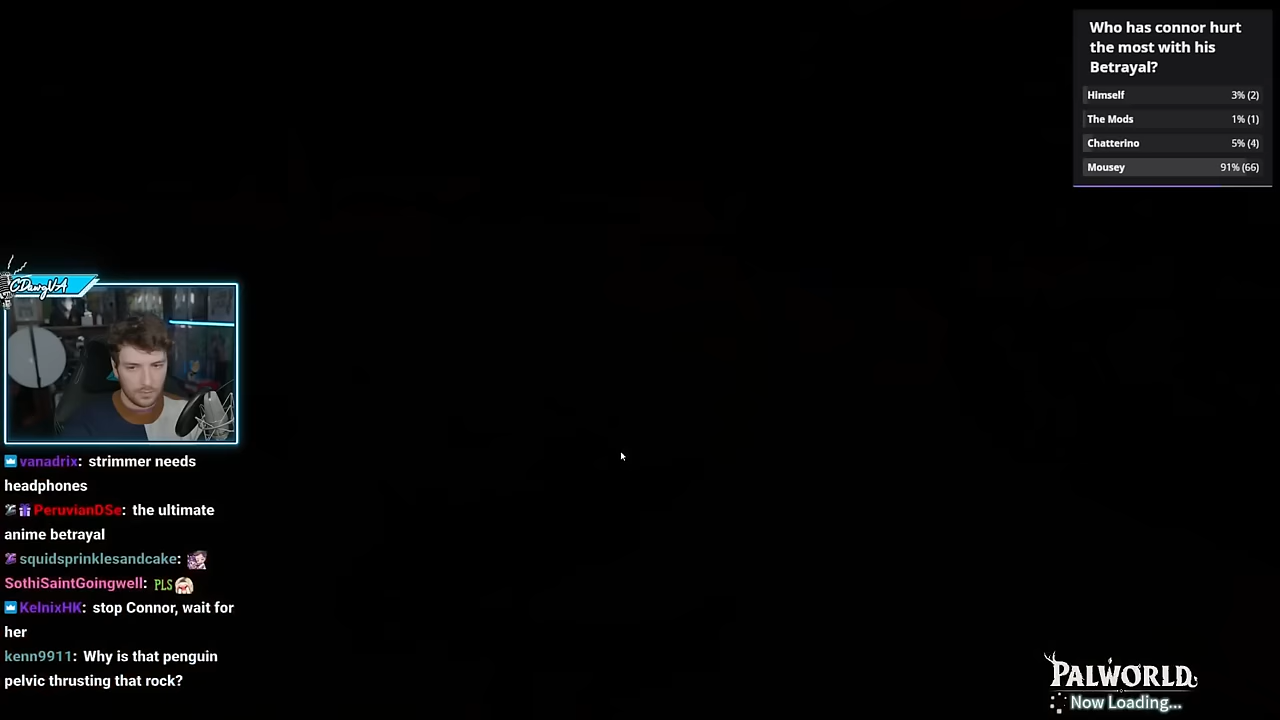 Who has connor hurt
the most with his
Betrayal?
Himself 3% (2)
The Mods 1% (1)
Chatterino 5% (4)
Mousey 91% (66)
CDawgVA
vanadrix: strimmer needs
headphones
PeruvianDSe: the ultimate
anime betrayal
squidsprinklesandcake:
SothiSaintGoingwell: PLS
KelnixHK: stop Connor, wait for
her
kenn9911: Why is that penguin
pelvic thrusting that rock?
PALWORLD
Now Loading...